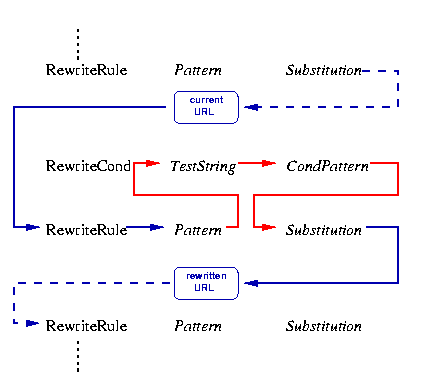 RewriteRule Pattern Substitution
current
URL
RewriteCond TestString CondPattern
RewriteRule Pattern Substitution
rewritten
URL
RewriteRule Pattern Substitution